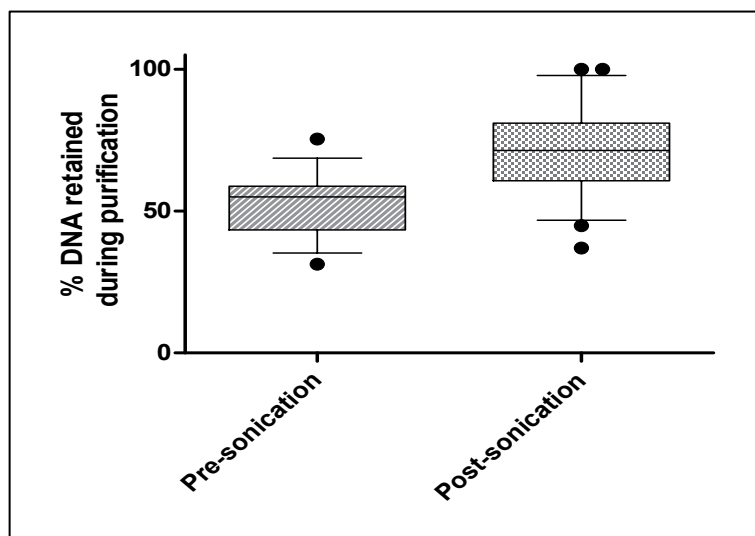 % DNA retained
during purification
100
50
0
Pre-sonication
Post-sonication